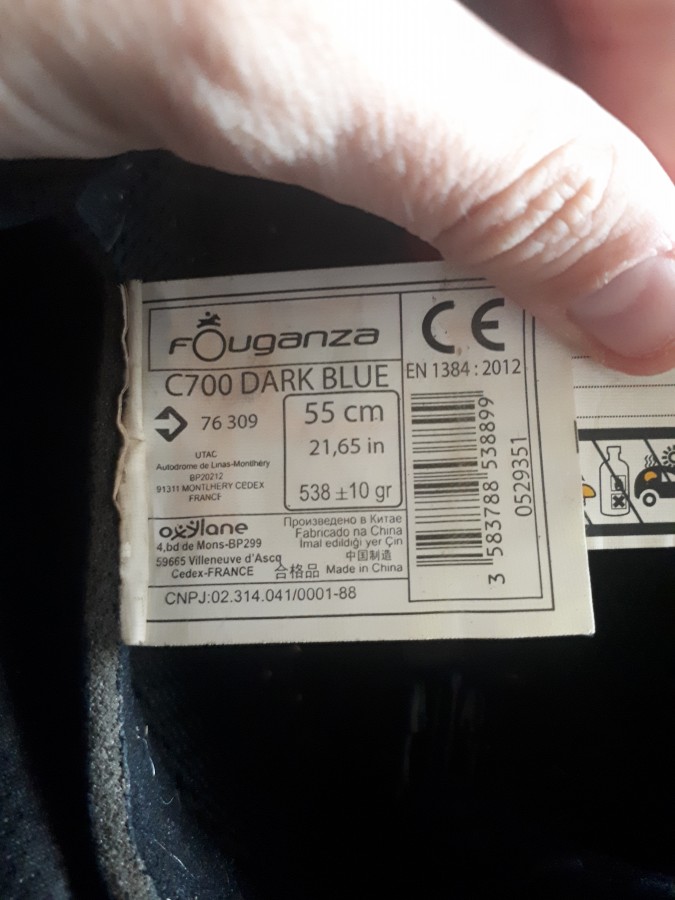 fouganza
C700 DARK BLUE
76 309
UTAC
Autodrome de Linas-Montlhéry
BP20212
91311 MONTLHERY CEDEX
FRANCE
55 cm
21,65 in
538 ±10 gr
CE
EN 1384 : 2012
3 583788 538899
0529351
oxylane
4,bd de Mons-BP299
59665 Villeneuve d'Ascq
Cedex-FRANCE
Произведено в Китае
Fabricado na China
Imal edildiği yer Çin
中国制造
合格品 Made in China
CNPJ:02.314.041/0001-88